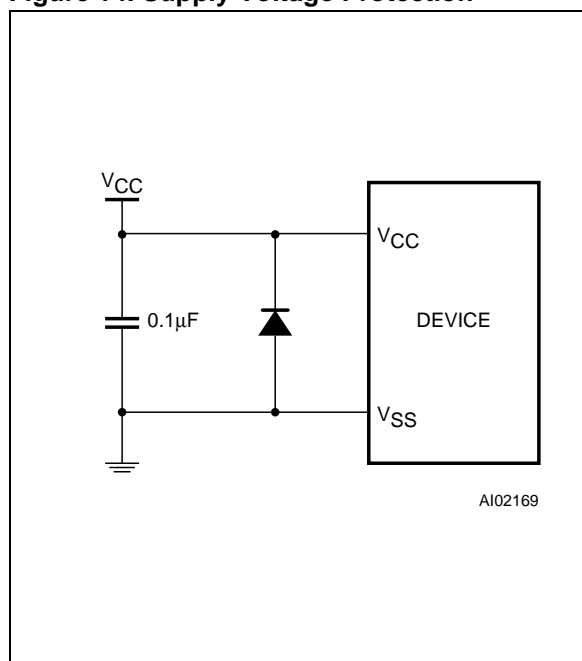 Figure 14. Supply Voltage Protection
VCC
VCC
0.1µF
DEVICE
VSS
AI02169